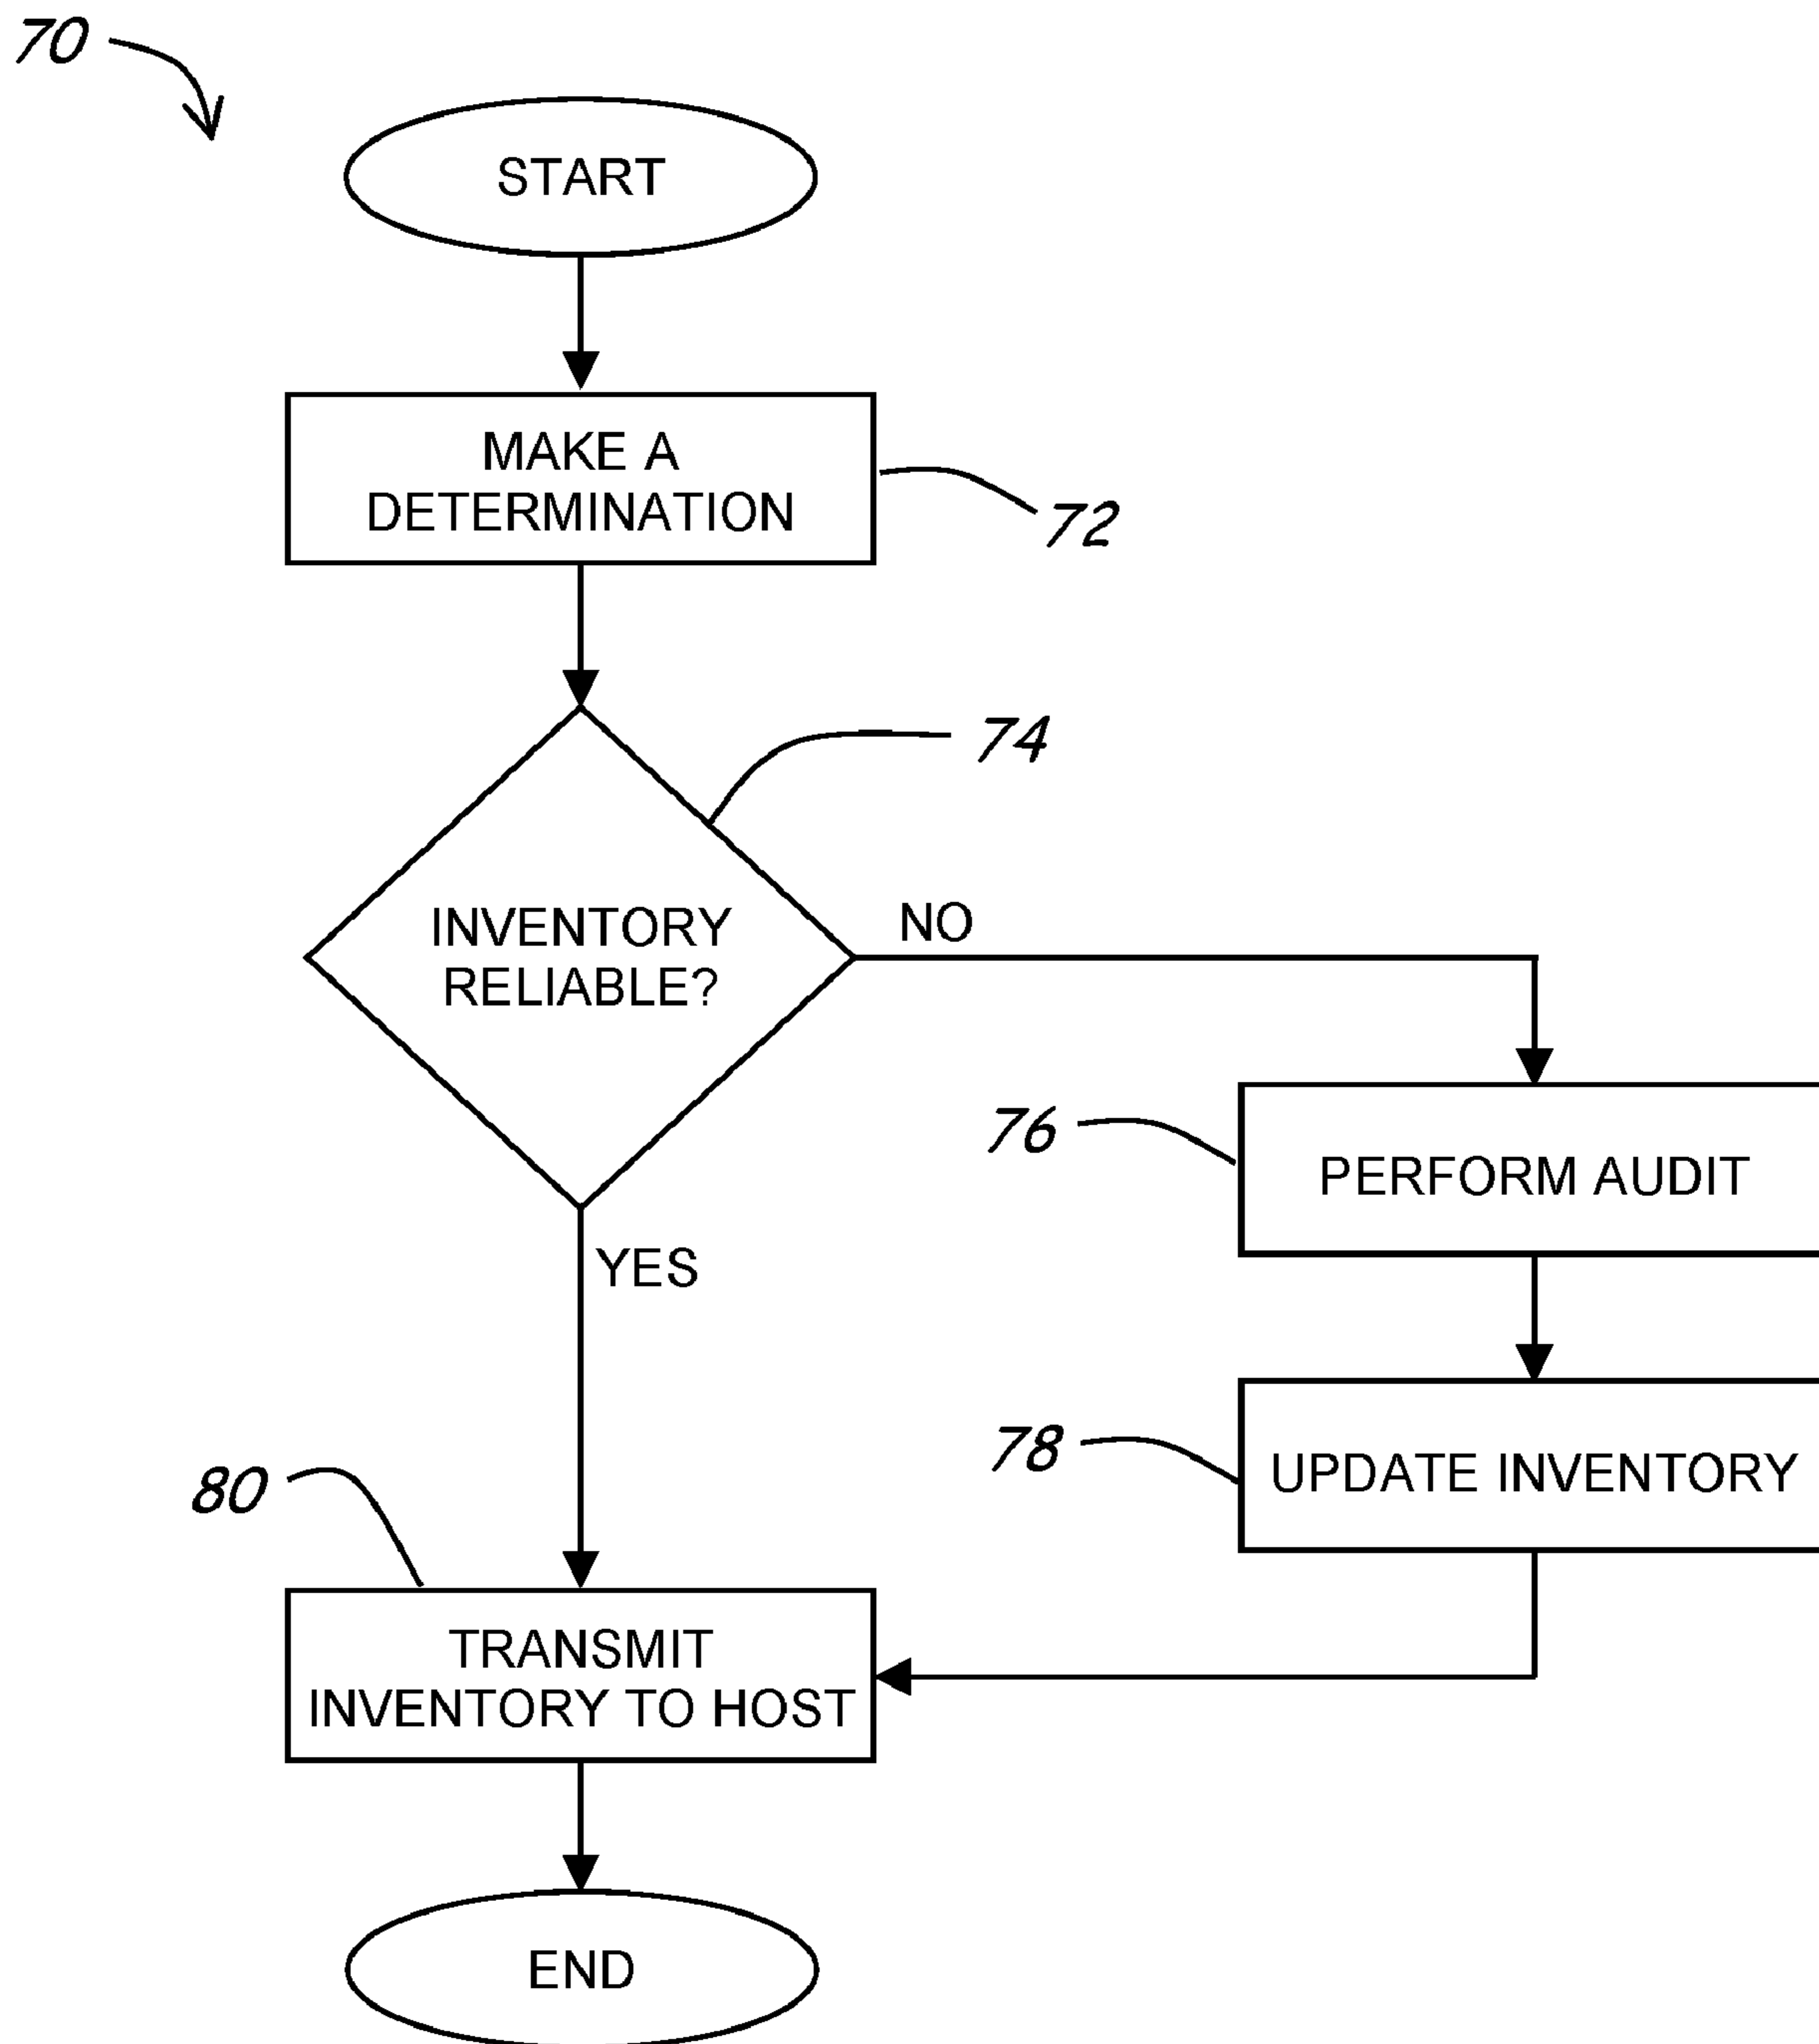 70
START
MAKE A
DETERMINATION
72
74
INVENTORY
RELIABLE?
NO
76
PERFORM AUDIT
YES
78
UPDATE INVENTORY
80
TRANSMIT
INVENTORY TO HOST
END